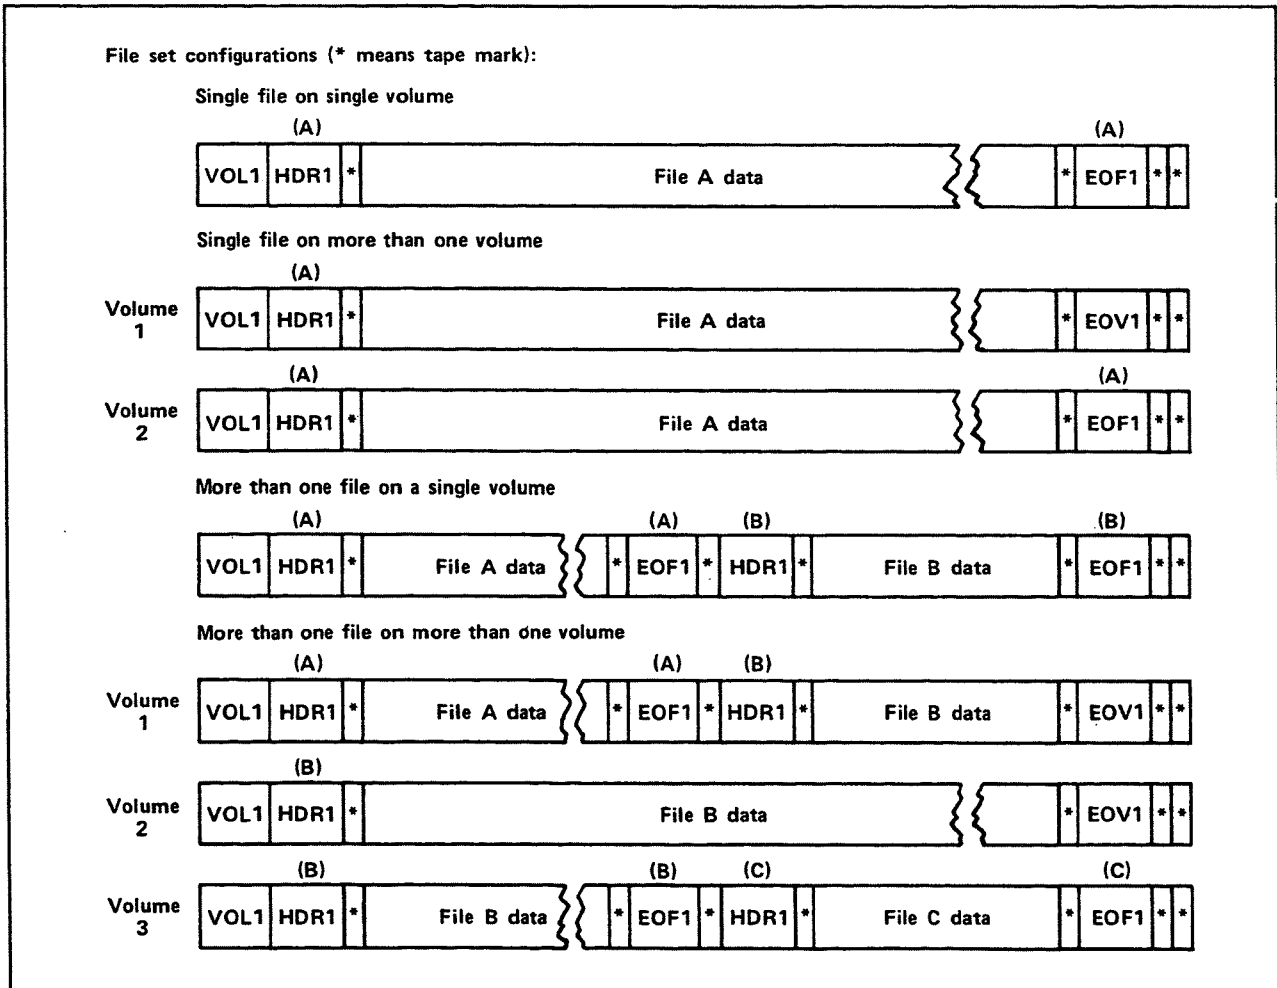 File set configurations (* means tape mark):
Single file on single volume
(A) (A)
VOL1 HDR1 * File A data * EOF1 * *
Single file on more than one volume
(A)
Volume 1 VOL1 HDR1 * File A data * EOV1 * *
(A) (A)
Volume 2 VOL1 HDR1 * File A data * EOF1 * *
More than one file on a single volume
(A) (A) (B) (B)
VOL1 HDR1 * File A data * EOF1 * HDR1 * File B data * EOF1 * *
More than one file on more than one volume
(A) (A) (B)
Volume 1 VOL1 HDR1 * File A data * EOF1 * HDR1 * File B data * EOV1 * *
(B)
Volume 2 VOL1 HDR1 * File B data * EOV1 * *
(B) (B) (C) (C)
Volume 3 VOL1 HDR1 * File B data * EOF1 * HDR1 * File C data * EOF1 * *